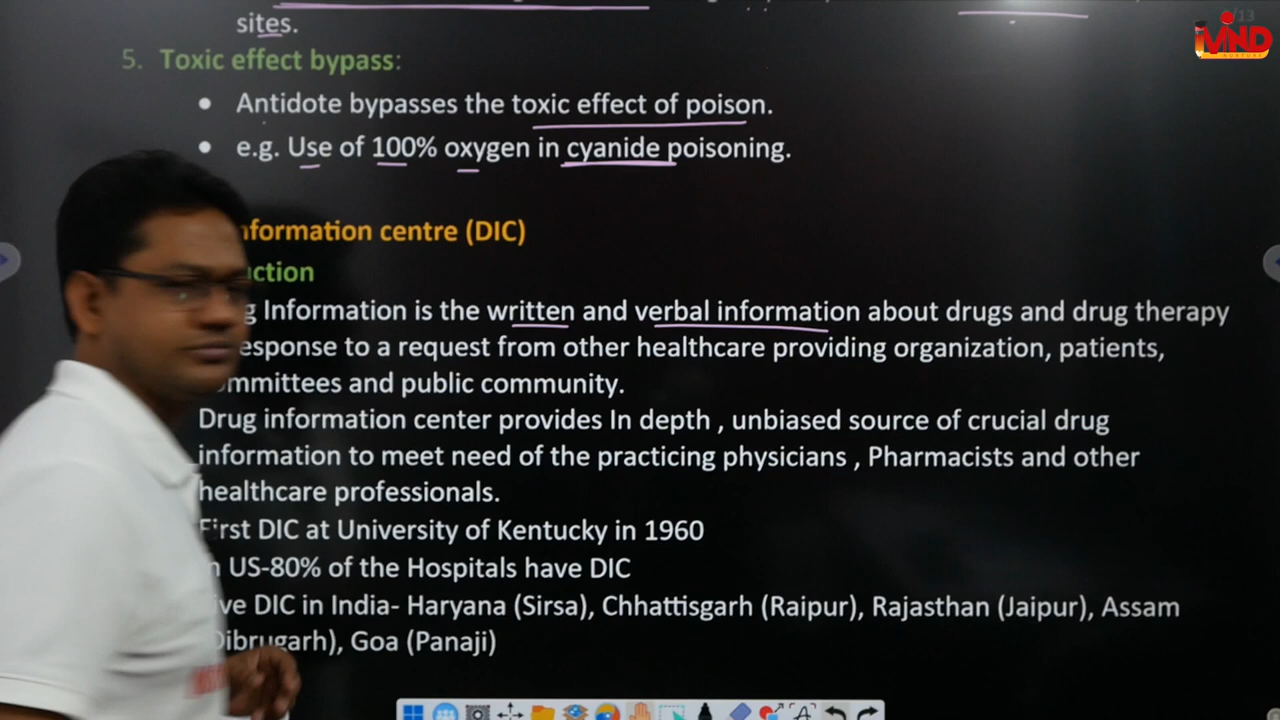 sites.
5. Toxic effect bypass:
• Antidote bypasses the toxic effect of poison.
• e.g. Use of 100% oxygen in cyanide poisoning.
nformation centre (DIC)
uction
g Information is the written and verbal information about drugs and drug therapy
esponse to a request from other healthcare providing organization, patients,
ommittees and public community.
Drug information center provides In depth , unbiased source of crucial drug
information to meet need of the practicing physicians , Pharmacists and other
healthcare professionals.
First DIC at University of Kentucky in 1960
n US-80% of the Hospitals have DIC
ive DIC in India- Haryana (Sirsa), Chhattisgarh (Raipur), Rajasthan (Jaipur), Assam
Dibrugarh), Goa (Panaji)